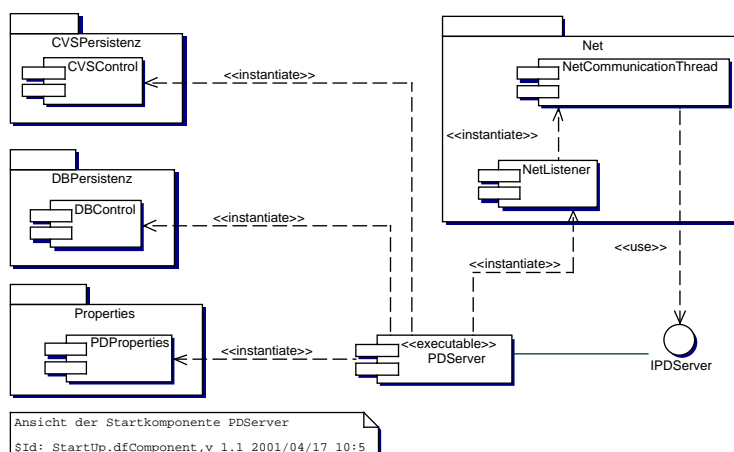 CVSPersistenz
CVSControl
<<instantiate>>
Net
NetCommunicationThread
<<instantiate>>
NetListener
DBPersistenz
DBControl
<<instantiate>>
<<use>>
<<instantiate>>
Properties
PDProperties
<<instantiate>>
<<executable>>
PDServer
IPDServer
Ansicht der Startkomponente PDServer
$Id: StartUp.dfComponent,v 1.1 2001/04/17 10:5